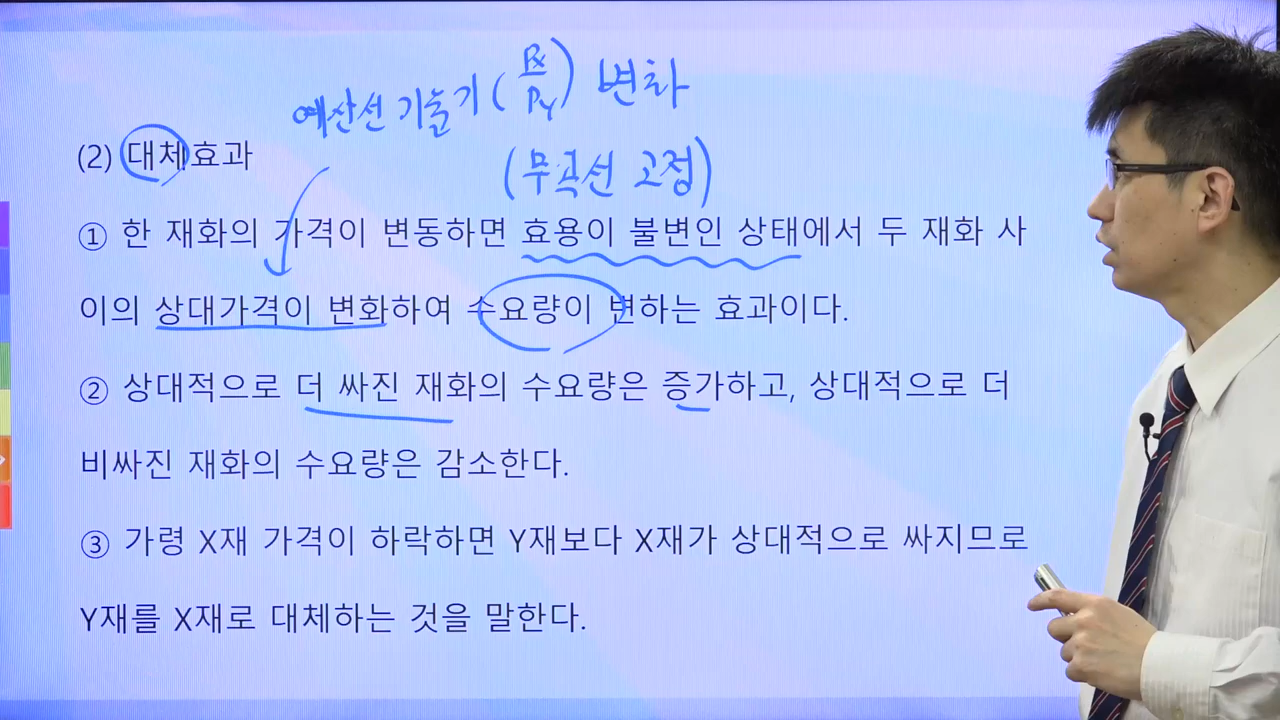 예산선 기울기 (Px/Py) 변화
(무곡선 고정)
(2) 대체효과
① 한 재화의 가격이 변동하면 효용이 불변인 상태에서 두 재화 사
이의 상대가격이 변화하여 수요량이 변하는 효과이다.
② 상대적으로 더 싸진 재화의 수요량은 증가하고, 상대적으로 더
비싸진 재화의 수요량은 감소한다.
③ 가령 X재 가격이 하락하면 Y재보다 X재가 상대적으로 싸지므로
Y재를 X재로 대체하는 것을 말한다.